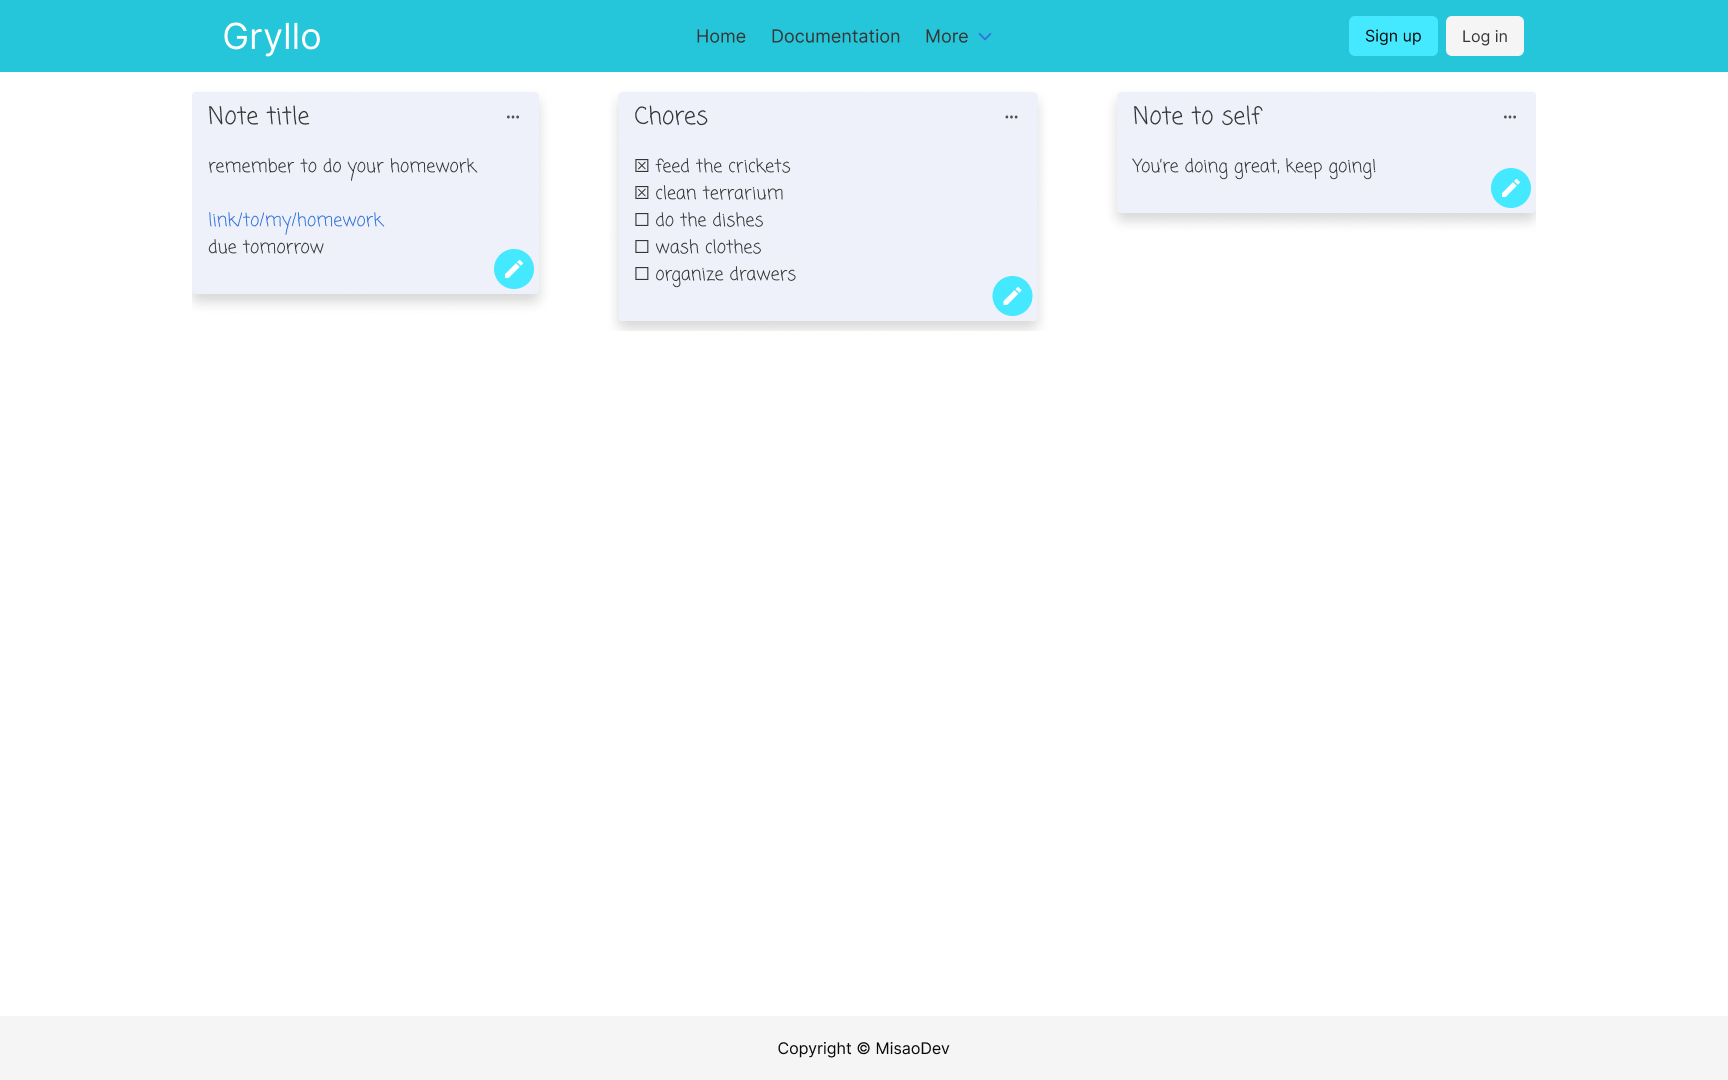 Gryllo
Home Documentation More
Sign up Log in
Note title
remember to do your homework
link/to/my/homework
due tomorrow
Chores
☒ feed the crickets
☒ clean terrarium
☐ do the dishes
☐ wash clothes
☐ organize drawers
Note to self
You're doing great, keep going!
Copyright © MisaoDev